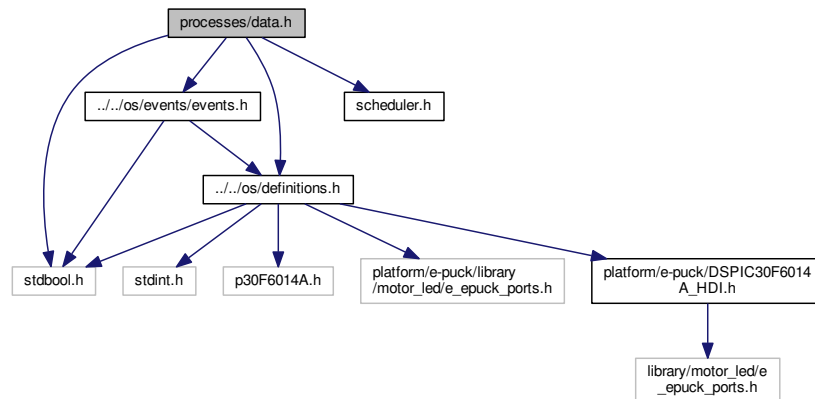 processes/data.h
../../os/events/events.h
scheduler.h
../../os/definitions.h
stdbool.h
stdint.h
p30F6014A.h
platform/e-puck/library
/motor_led/e_epuck_ports.h
platform/e-puck/DSPIC30F6014
A_HDI.h
library/motor_led/e
_epuck_ports.h